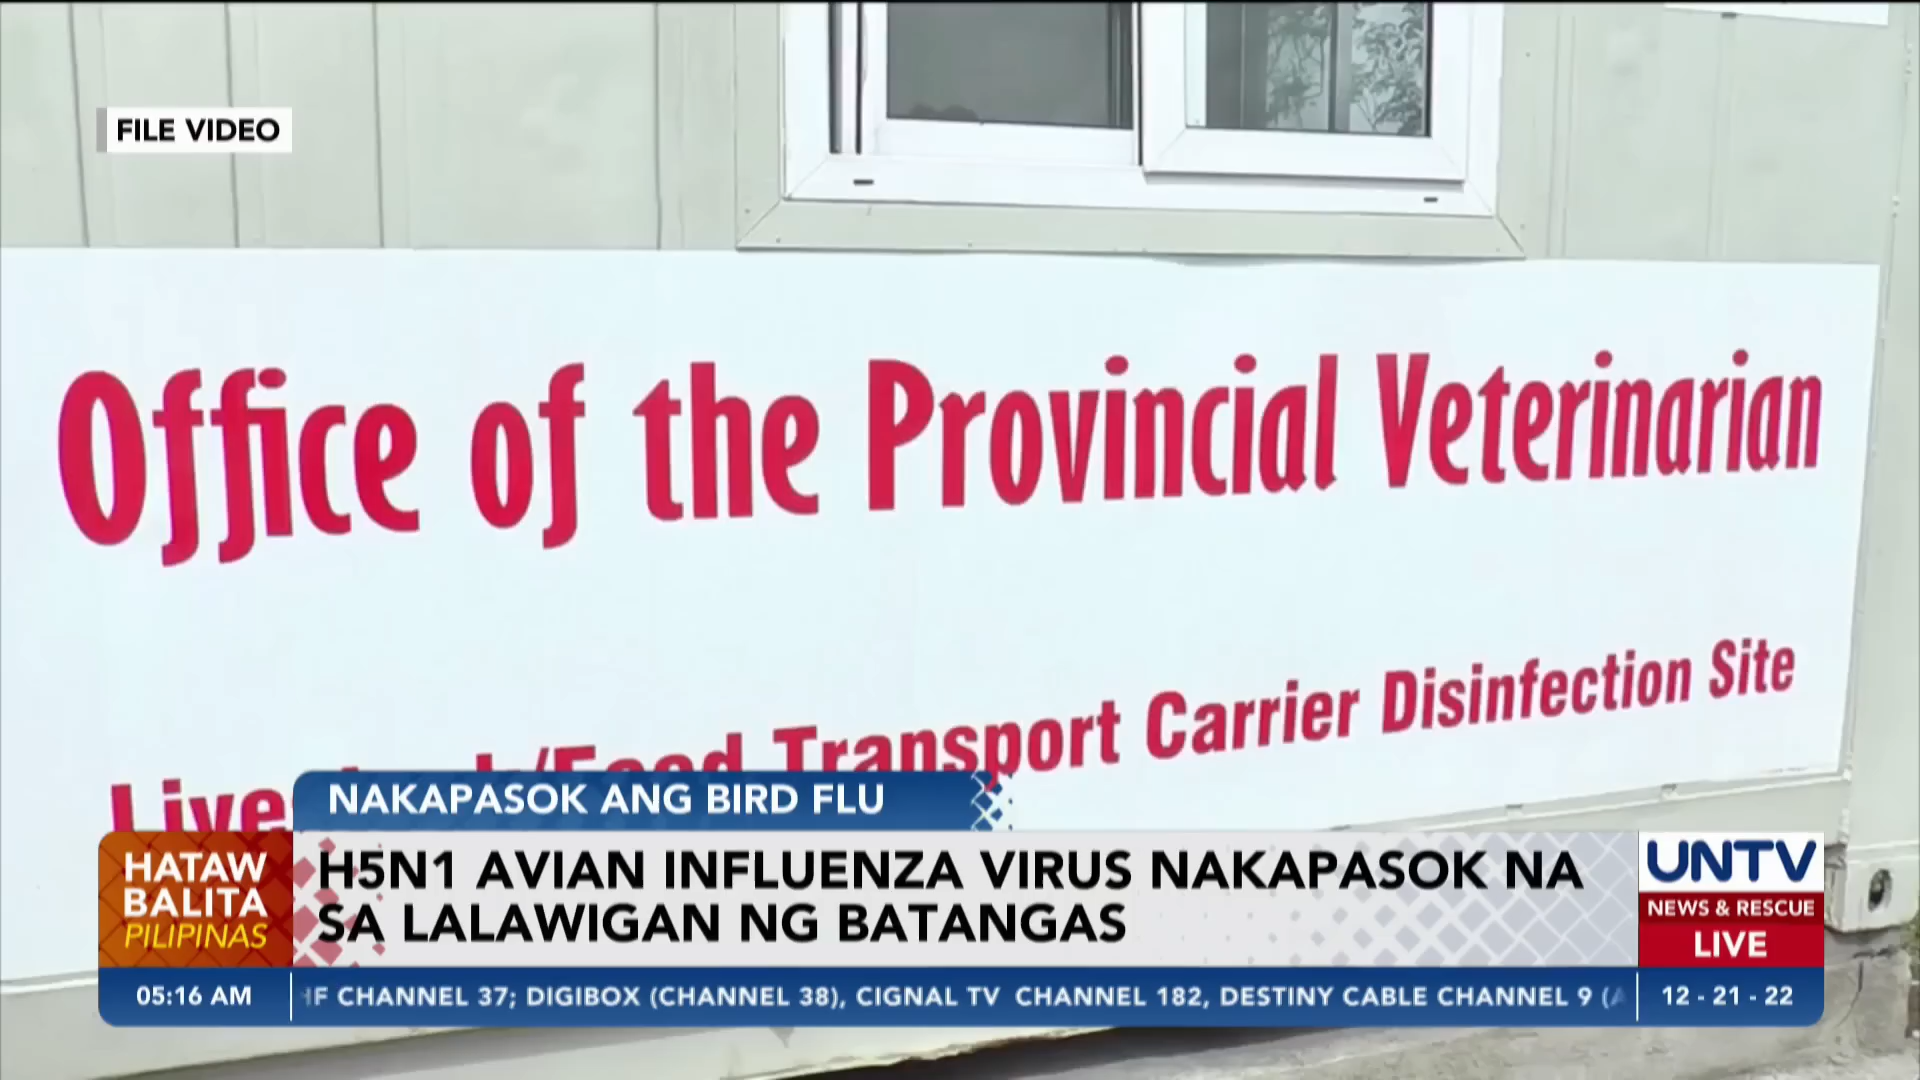 FILE VIDEO
Office of the Provincial Veterinarian
Transport Carrier Disinfection Site
NAKAPASOK ANG BIRD FLU
HATAW
BALITA
PILIPINAS
H5N1 AVIAN INFLUENZA VIRUS NAKAPASOK NA
SA LALAWIGAN NG BATANGAS
UNTV
NEWS & RESCUE
LIVE
05:16 AM
CHANNEL 37; DIGIBOX (CHANNEL 38), CIGNAL TV CHANNEL 182, DESTINY CABLE CHANNEL 9
12 - 21 - 22